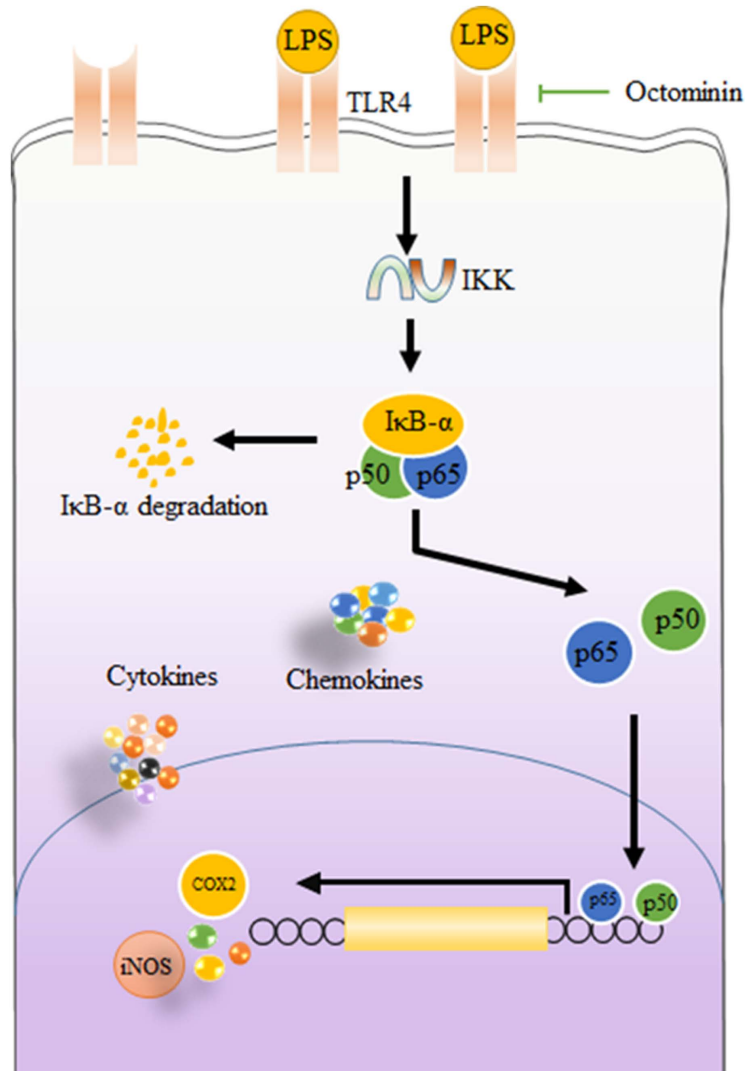 LPS
LPS
TLR4
Octominin
IKK
IκB-α
p50
p65
IκB-α degradation
p50
p65
Cytokines
Chemokines
COX2
p65
p50
iNOS